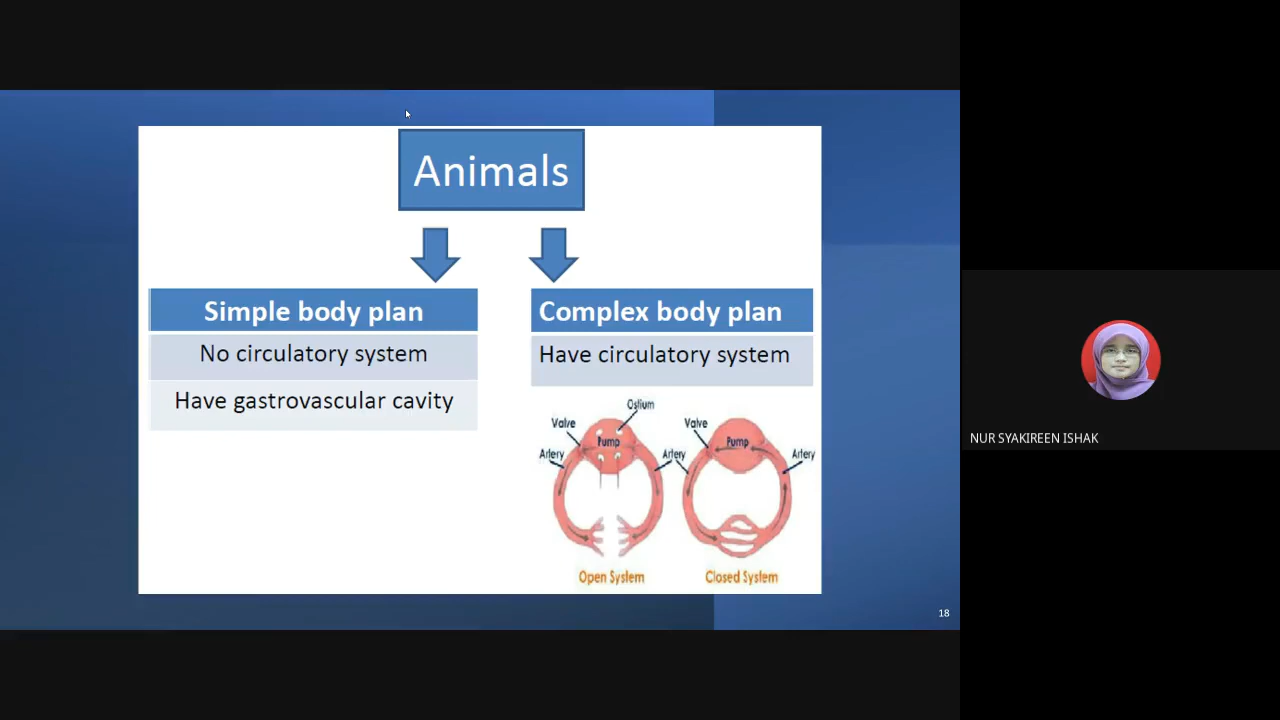 Animals
Simple body plan
No circulatory system
Have gastrovascular cavity
Complex body plan
Have circulatory system
Ostium
Valve
Pump
Artery
Artery
Open System
Valve
Pump
Artery
Closed System
18
NUR SYAKIREEN ISHAK